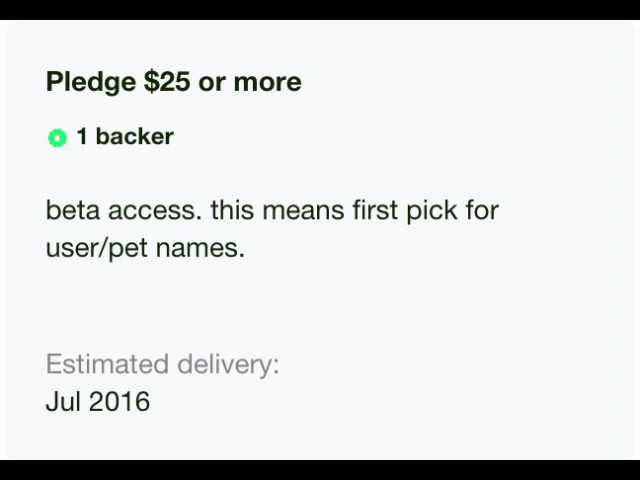 Pledge $25 or more
1 backer
beta access. this means first pick for
user/pet names.
Estimated delivery:
Jul 2016